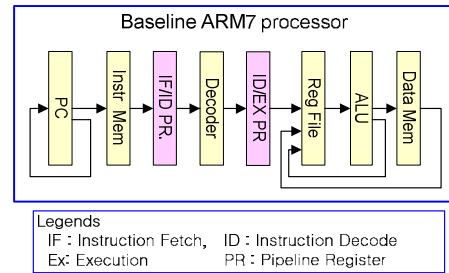 Baseline ARM7 processor
PC
Instr Mem
IF/ID PR.
Decoder
ID/EX PR
Reg File
ALU
Data Mem
Legends
IF : Instruction Fetch, ID : Instruction Decode
Ex: Execution PR : Pipeline Register